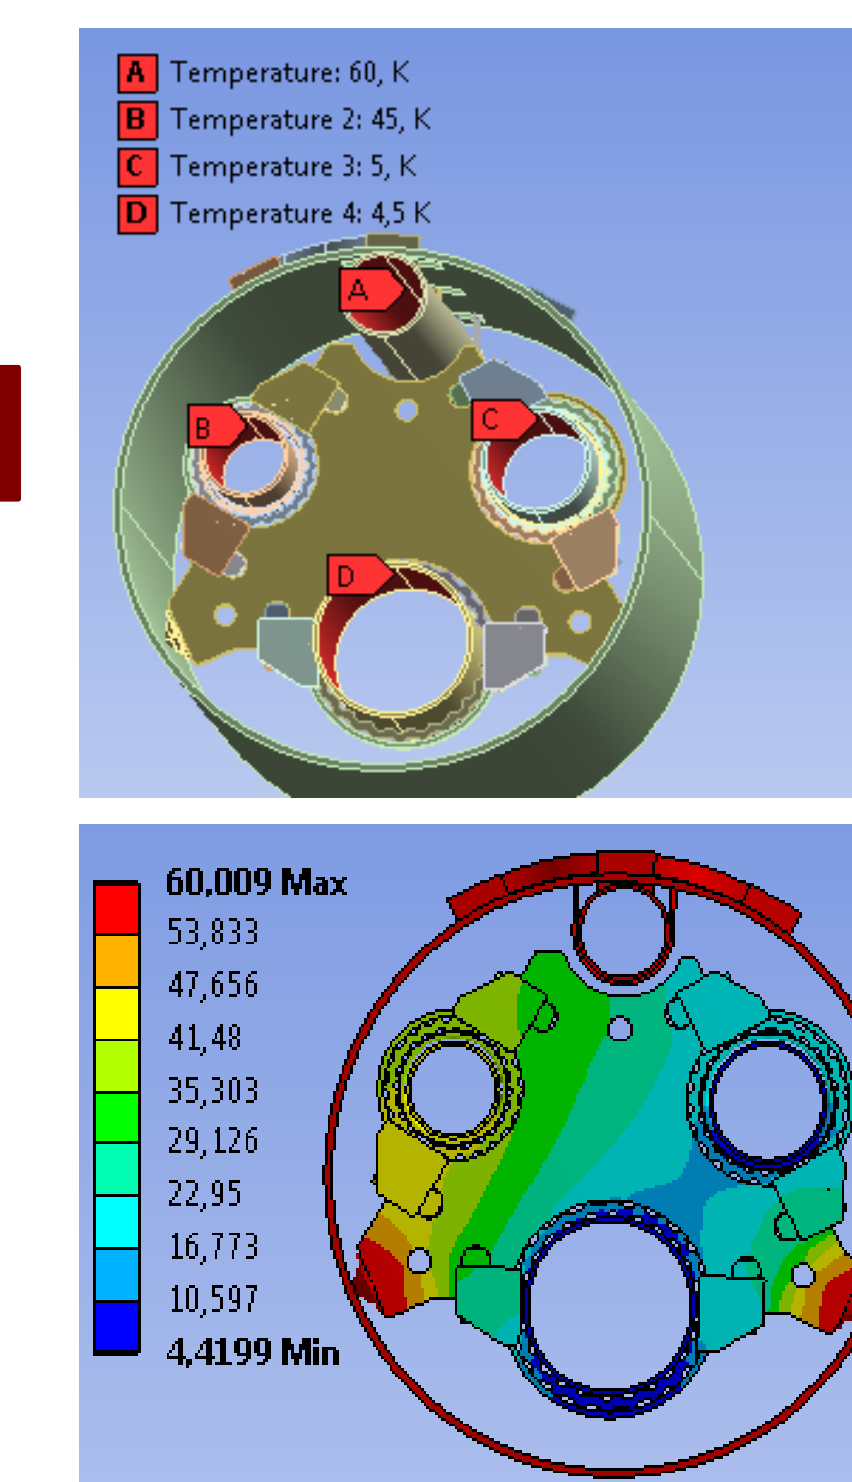 A Temperature: 60, K
B Temperature 2: 45, K
C Temperature 3: 5, K
D Temperature 4: 4,5 K
A
B
C
D
60,009 Max
53,833
47,656
41,48
35,303
29,126
22,95
16,773
10,597
4,4199 Min